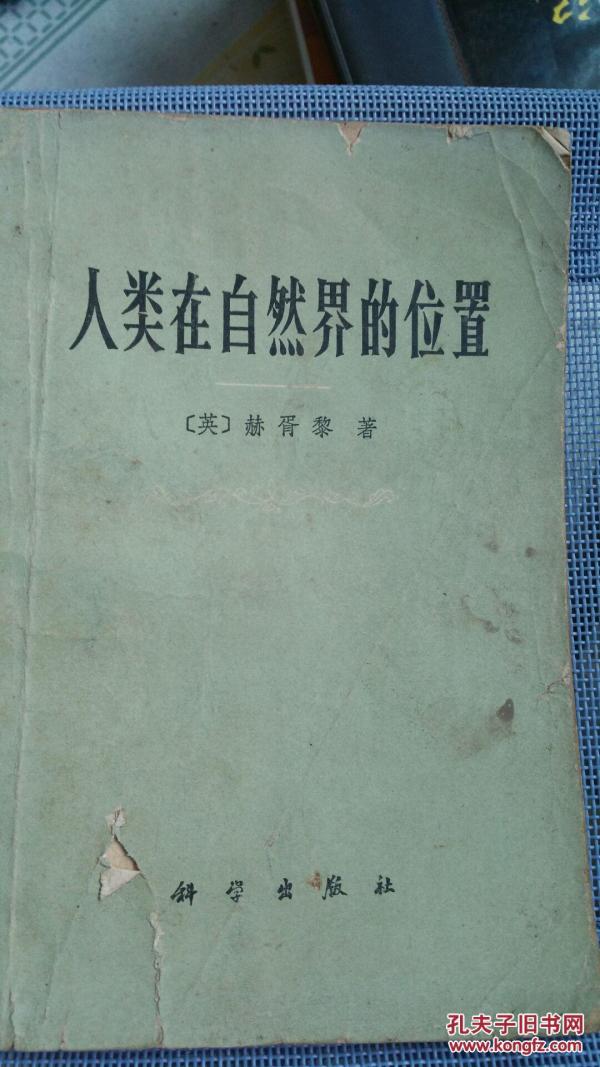 人类在自然界的位置
〔英〕赫胥黎 著
科学出版社
孔夫子旧书网
www.kongfz.com